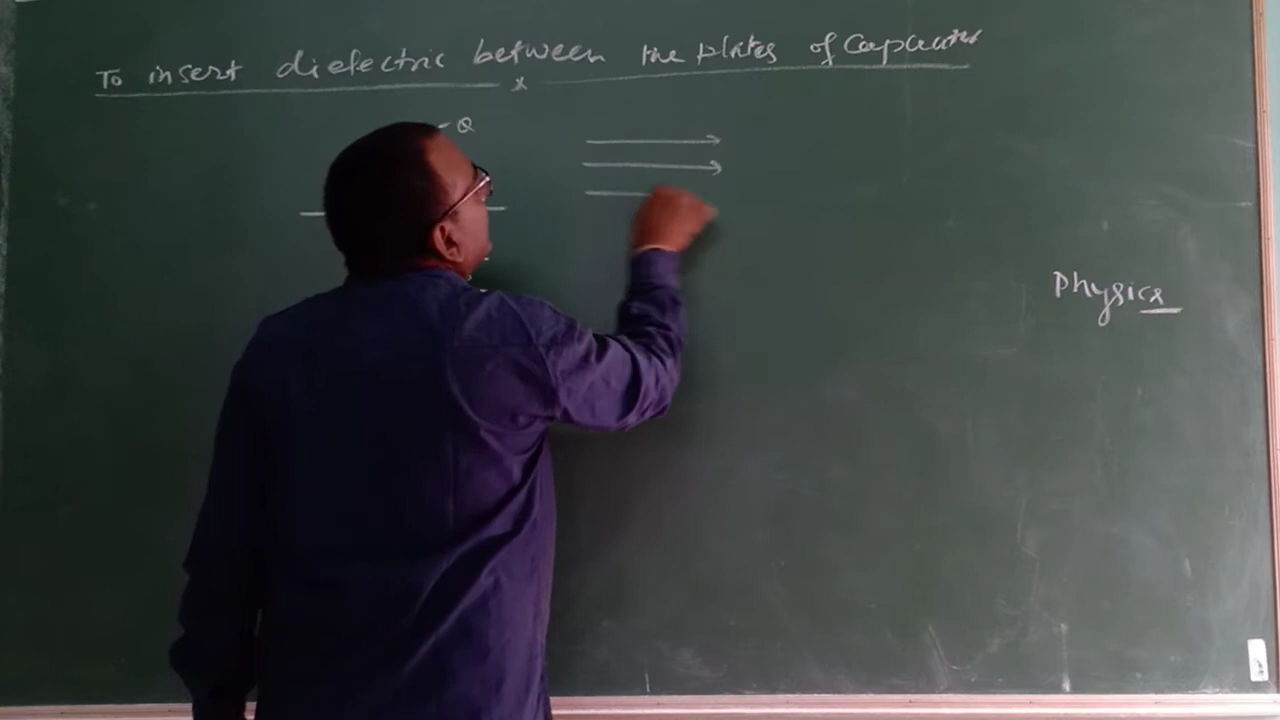 To insert dielectric between the plates of Capacitor
- Q
Physics